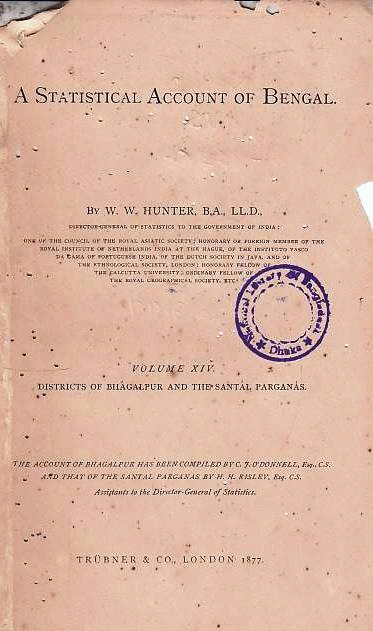 A STATISTICAL ACCOUNT OF BENGAL.
BY W. W. HUNTER, B.A., LL.D.,
DIRECTOR-GENERAL OF STATISTICS TO THE GOVERNMENT OF INDIA;
ONE OF THE COUNCIL OF THE ROYAL ASIATIC SOCIETY; HONORARY OR FOREIGN MEMBER OF THE
ROYAL INSTITUTE OF NETHERLANDS INDIA AT THE HAGUE, OF THE INSTITUTO VASCO
DA GAMA OF PORTUGUESE INDIA, OF THE DUTCH SOCIETY IN JAVA, AND OF
THE ETHNOLOGICAL SOCIETY, LONDON; HONORARY FELLOW OF
THE CALCUTTA UNIVERSITY; ORDINARY FELLOW OF
THE ROYAL GEOGRAPHICAL SOCIETY, ETC.
National Library of Bangladesh
★ Dhaka ★
VOLUME XIV.
DISTRICTS OF BHÁGALPUR AND THE SANTÁL PARGANÁS.
THE ACCOUNT OF BHAGALPUR HAS BEEN COMPILED BY C. J. O'DONNELL, Esq., C.S.
AND THAT OF THE SANTAL PARGANAS BY H. H. RISLEY, Esq. C.S.
Assistants to the Director-General of Statistics.
TRÜBNER & CO., LONDON 1877.